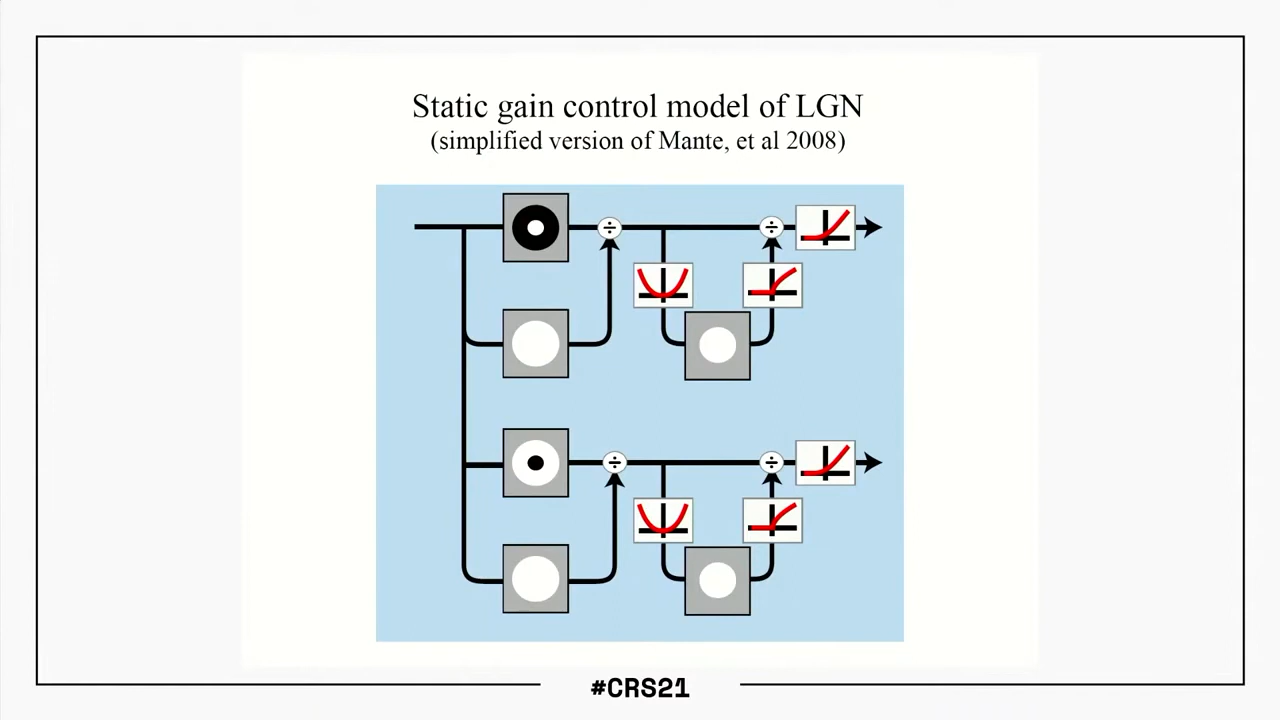 Static gain control model of LGN
(simplified version of Mante, et al 2008)
÷ ÷
÷ ÷
#CRS21